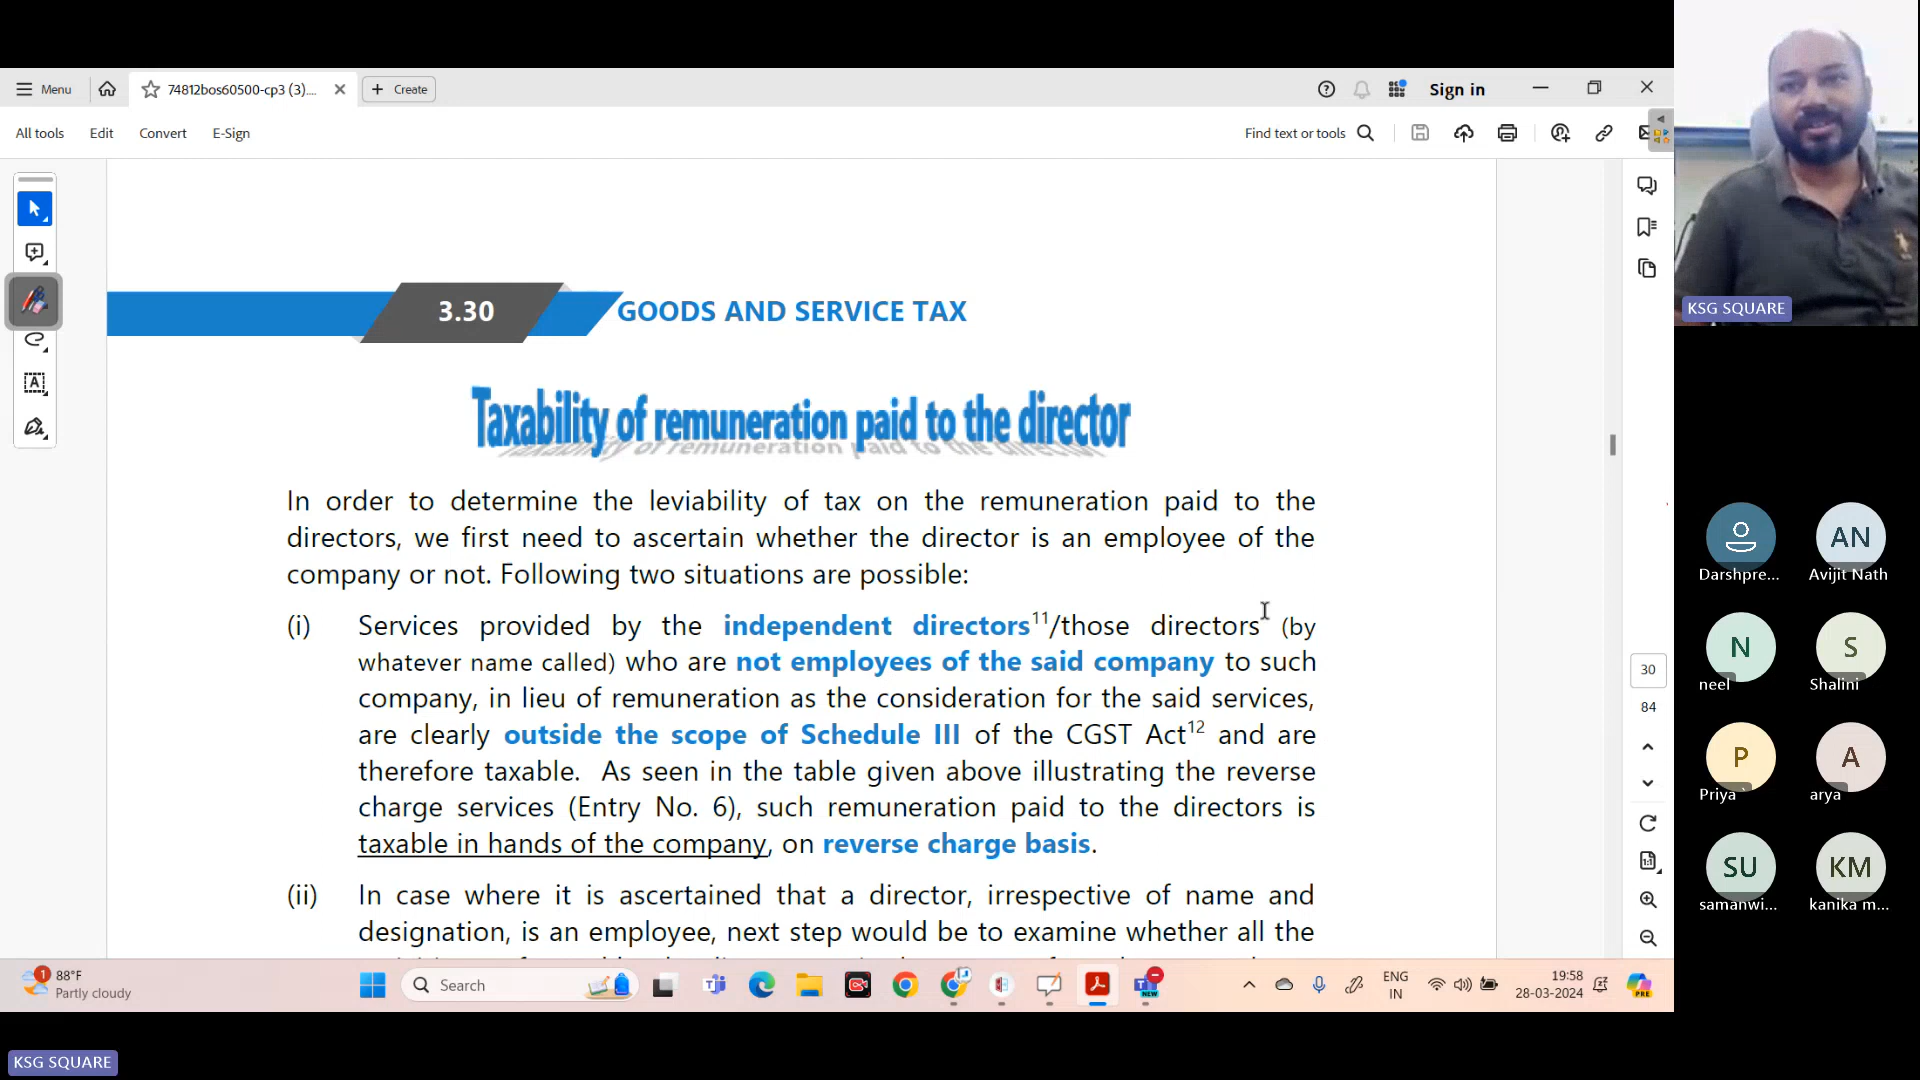 Menu
74812bos60500-cp3 (3)....
Create
Sign in
All tools
Edit
Convert
E-Sign
Find text or tools
3.30
GOODS AND SERVICE TAX
Taxability of remuneration paid to the director
In order to determine the leviability of tax on the remuneration paid to the
directors, we first need to ascertain whether the director is an employee of the
company or not. Following two situations are possible:
(i) Services provided by the independent directors11/those directors (by
whatever name called) who are not employees of the said company to such
company, in lieu of remuneration as the consideration for the said services,
are clearly outside the scope of Schedule III of the CGST Act12 and are
therefore taxable. As seen in the table given above illustrating the reverse
charge services (Entry No. 6), such remuneration paid to the directors is
taxable in hands of the company, on reverse charge basis.
(ii) In case where it is ascertained that a director, irrespective of name and
designation, is an employee, next step would be to examine whether all the
30
84
KSG SQUARE
Darshpre...
AN
Avijit Nath
N
neel
S
Shalini
P
Priya `
A
arya
SU
samanwi...
KM
kanika m...
1
88°F
Partly cloudy
Search
NEW
ENG
IN
19:58
28-03-2024
PRE
KSG SQUARE